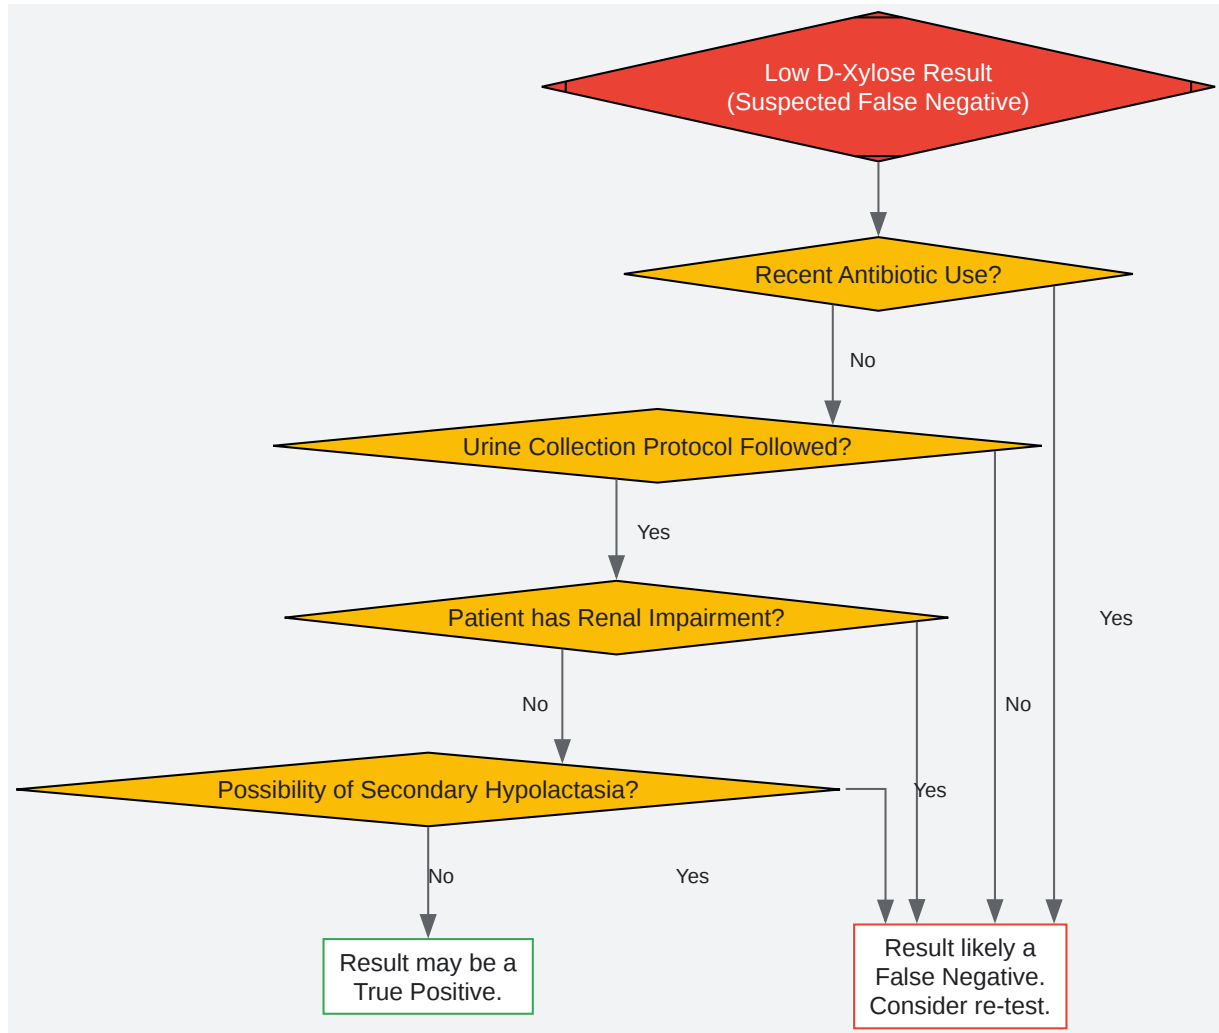 Low D-Xylose Result
(Suspected False Negative)
Recent Antibiotic Use?
No
Urine Collection Protocol Followed?
Yes
Patient has Renal Impairment?
Yes
No
No
Possibility of Secondary Hypolactasia?
Yes
No
Yes
Result may be a
True Positive.
Result likely a
False Negative.
Consider re-test.